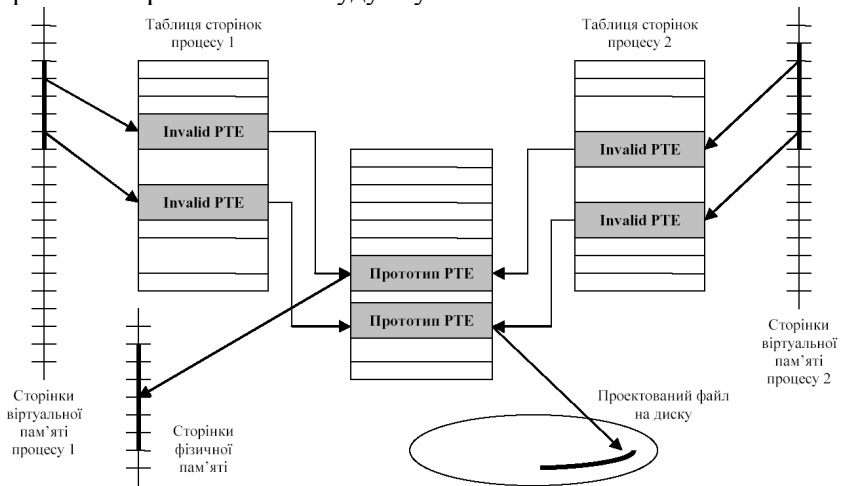 Таблиця сторінок
процесу 1
Таблиця сторінок
процесу 2
Invalid PTE
Invalid PTE
Invalid PTE
Invalid PTE
Прототип PTE
Прототип PTE
Сторінки
віртуальної
пам’яті
процесу 1
Сторінки
фізичної
пам’яті
Проектований файл
на диску
Сторінки
віртуальної
пам’яті
процесу 2